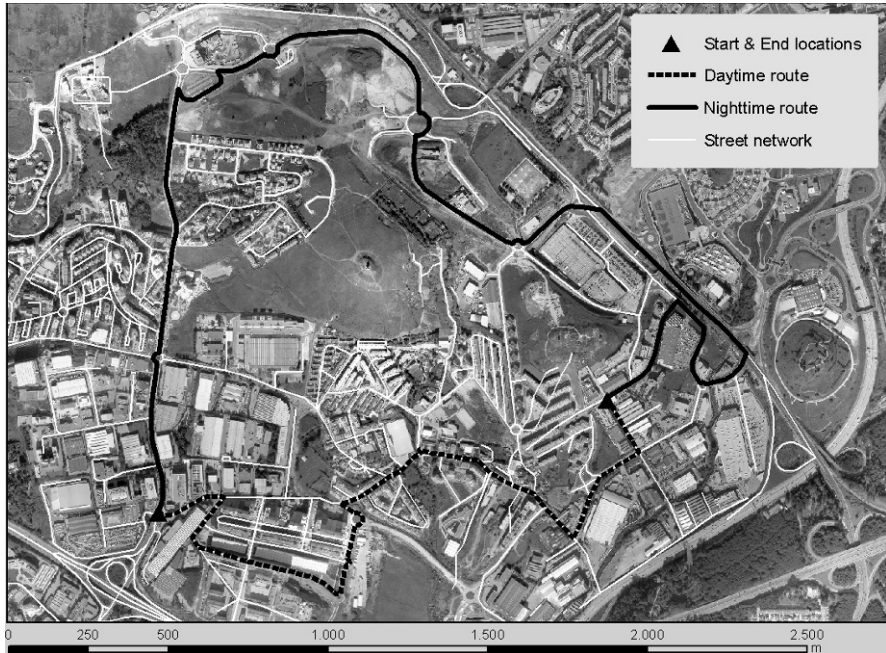 Start & End locations
Daytime route
Nighttime route
Street network
0 250 500 1.000 1.500 2.000 2.500
m